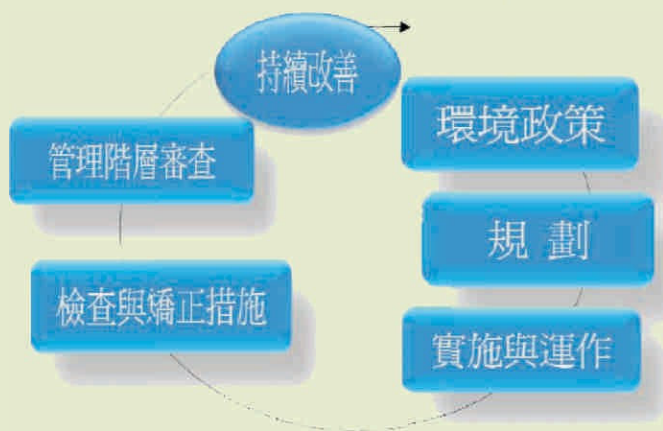 持續改善
環境政策
規劃
實施與運作
檢查與矯正措施
管理階層審查